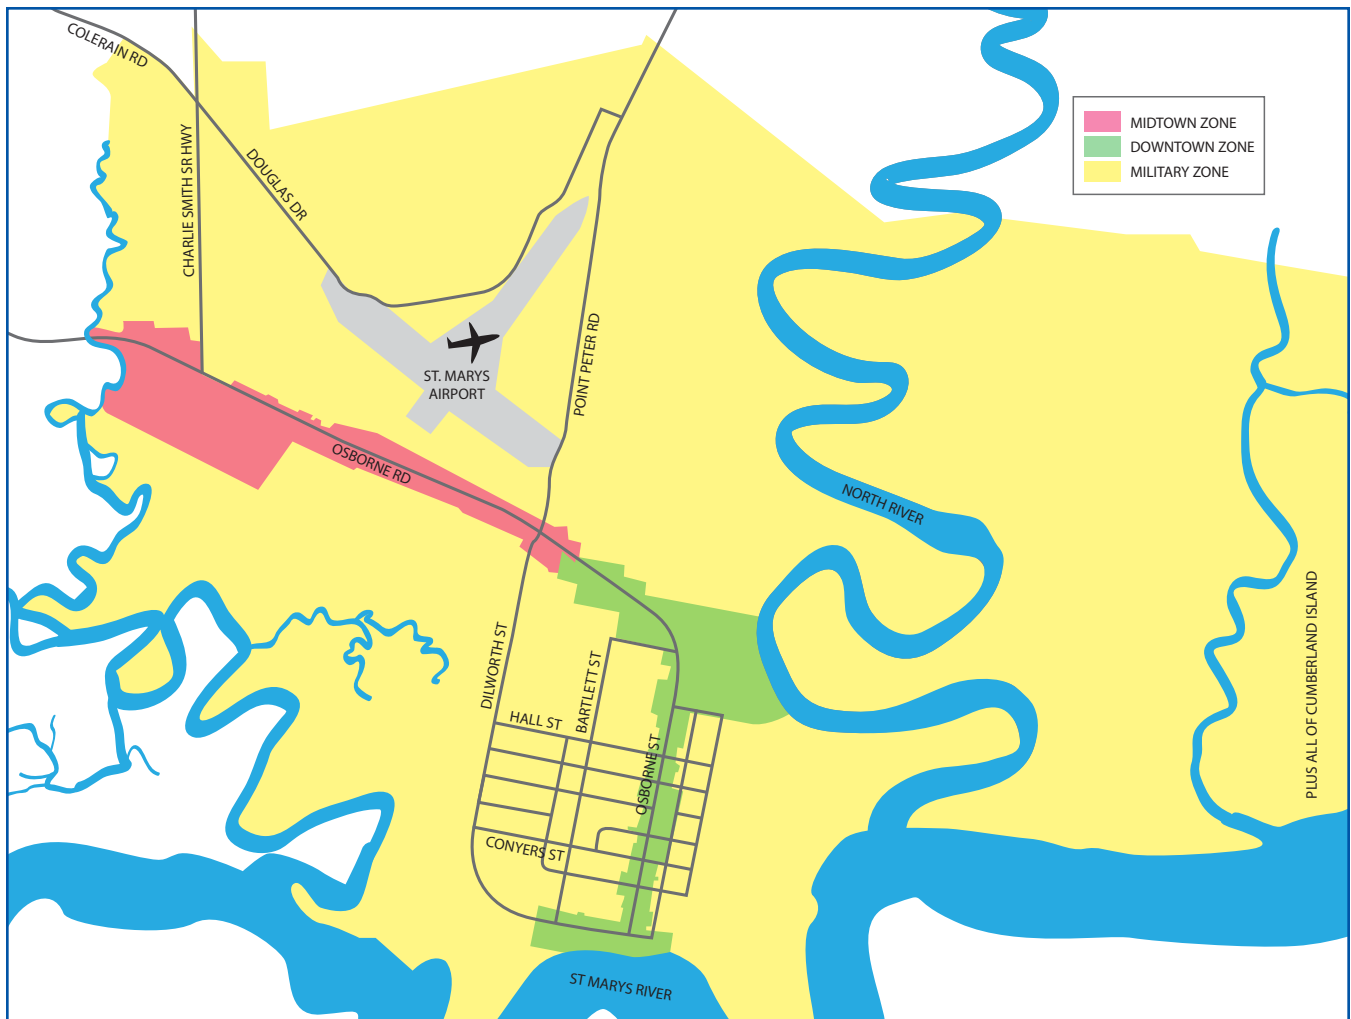 COLERAIN RD
CHARLIE SMITH SR HWY
DOUGLAS DR
MIDTOWN ZONE
DOWNTOWN ZONE
MILITARY ZONE
ST. MARYS
AIRPORT
POINT PETER RD
OSBORNE RD
NORTH RIVER
PLUS ALL OF CUMBERLAND ISLAND
DILWORTH ST
BARTLETT ST
HALL ST
OSBORNE ST
CONYERS ST
ST MARYS RIVER